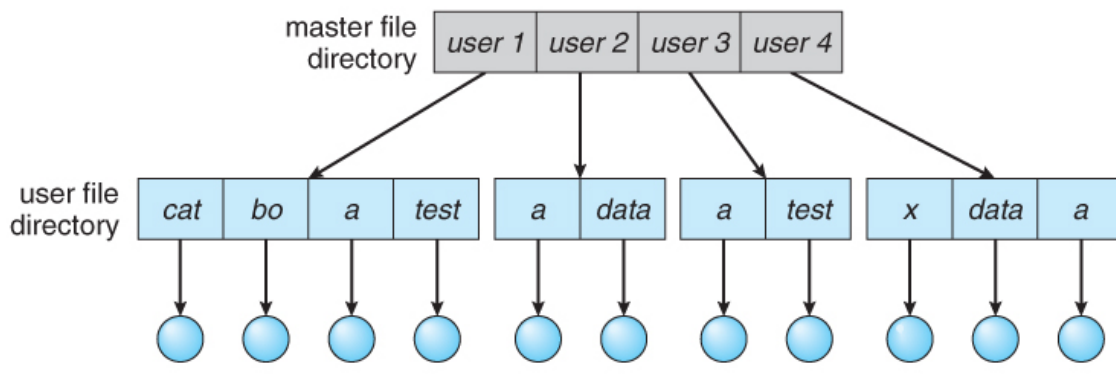 master file
directory
user 1 user 2 user 3 user 4
user file
directory
cat bo a test a data a test x data a